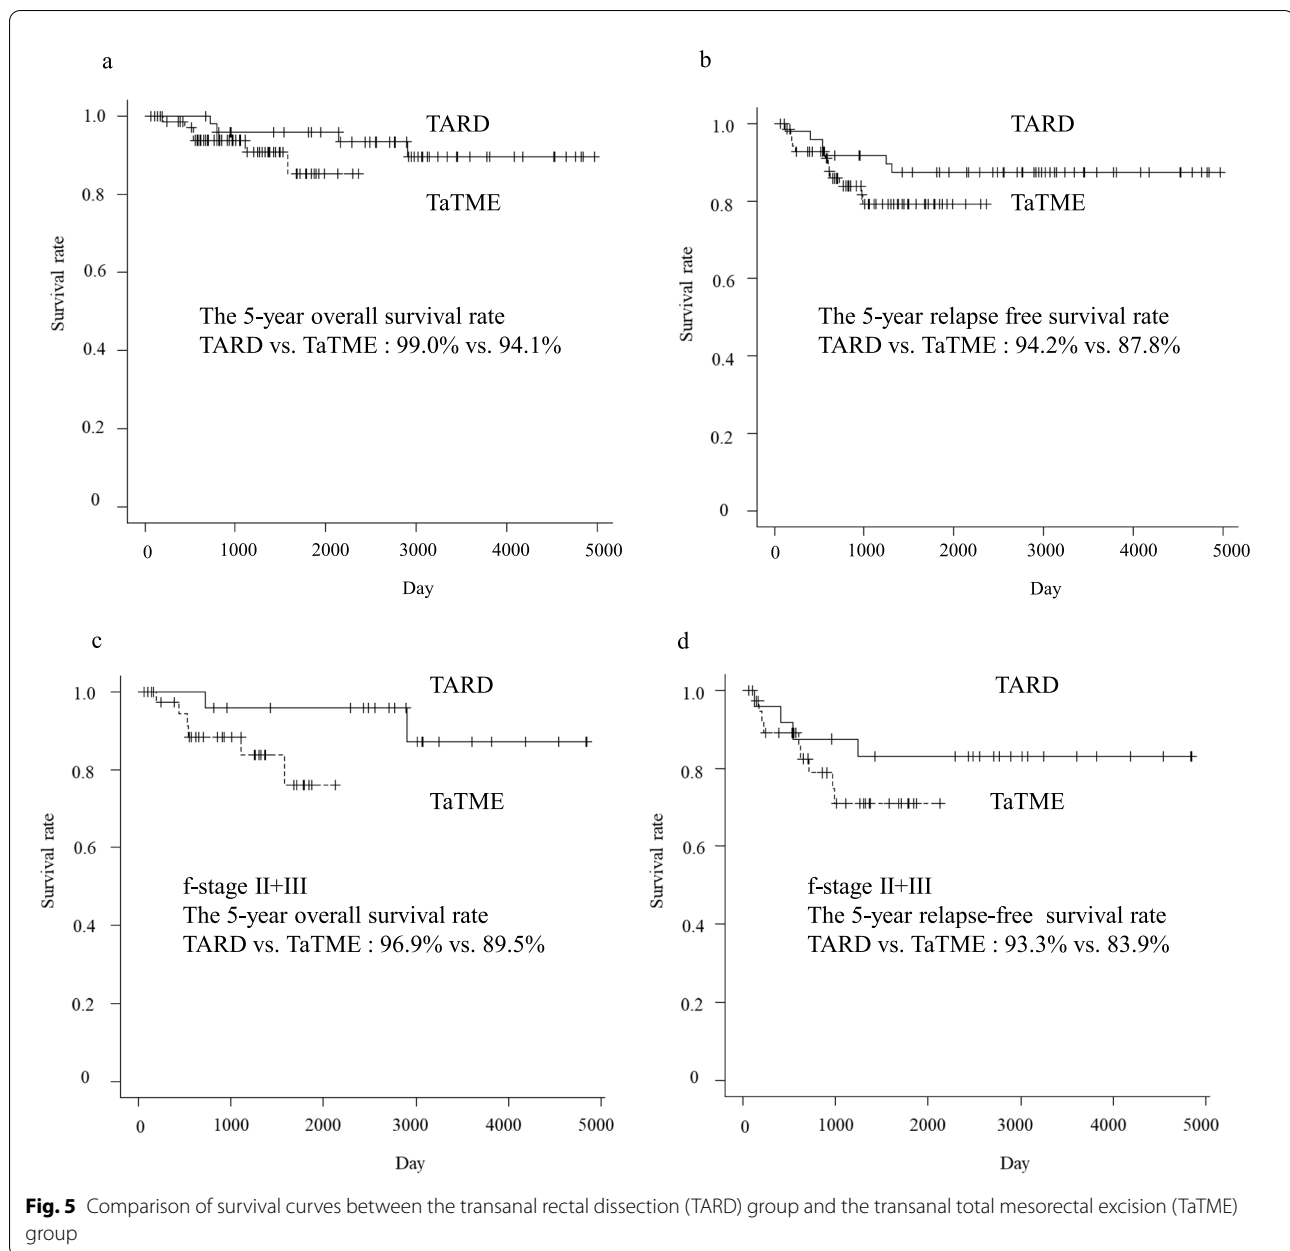 a
1.0
0.8
0.6
0.4
0.2
0
Survival rate
TARD
TaTME
The 5-year overall survival rate
TARD vs. TaTME : 99.0% vs. 94.1%
0 1000 2000 3000 4000 5000
Day
b
1.0
0.8
0.6
0.4
0.2
0
Survival rate
TARD
TaTME
The 5-year relapse free survival rate
TARD vs. TaTME : 94.2% vs. 87.8%
0 1000 2000 3000 4000 5000
Day
c
1.0
0.8
0.6
0.4
0.2
0
Survival rate
TARD
TaTME
f-stage II+III
The 5-year overall survival rate
TARD vs. TaTME : 96.9% vs. 89.5%
0 1000 2000 3000 4000 5000
Day
d
1.0
0.8
0.6
0.4
0.2
0
Survival rate
TARD
TaTME
f-stage II+III
The 5-year relapse-free survival rate
TARD vs. TaTME : 93.3% vs. 83.9%
0 1000 2000 3000 4000 5000
Day
Fig. 5 Comparison of survival curves between the transanal rectal dissection (TARD) group and the transanal total mesorectal excision (TaTME)
group